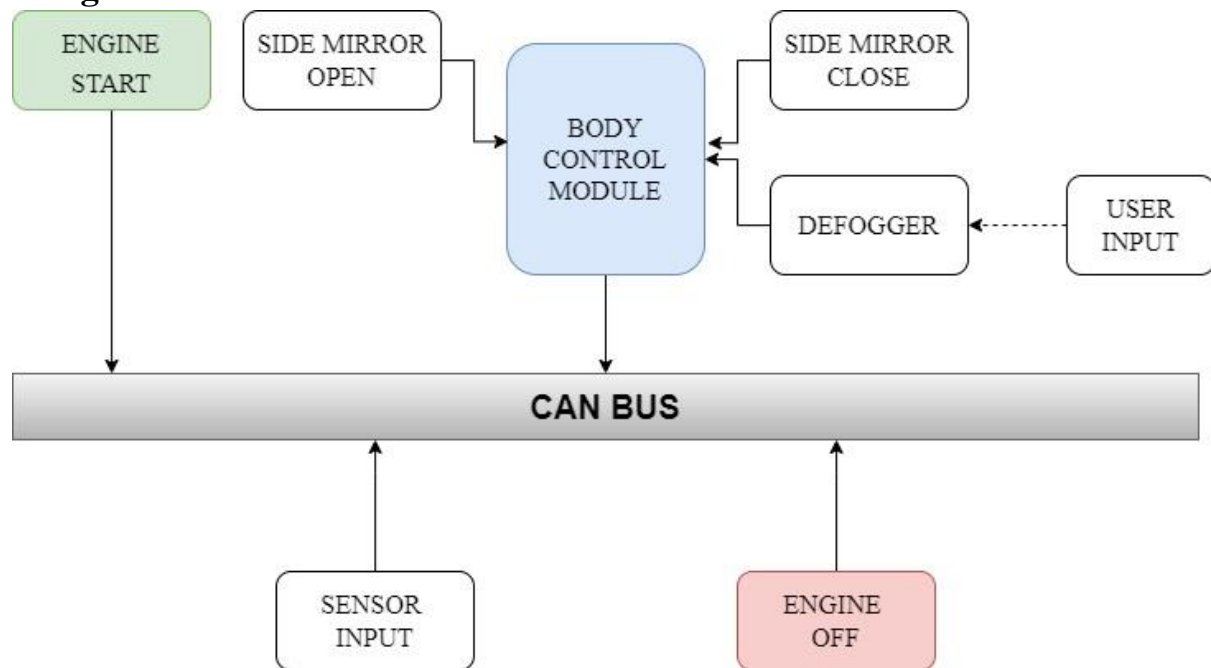 ENGINE
START
SIDE MIRROR
OPEN
BODY
CONTROL
MODULE
SIDE MIRROR
CLOSE
DEFOGGER
USER
INPUT
CAN BUS
SENSOR
INPUT
ENGINE
OFF